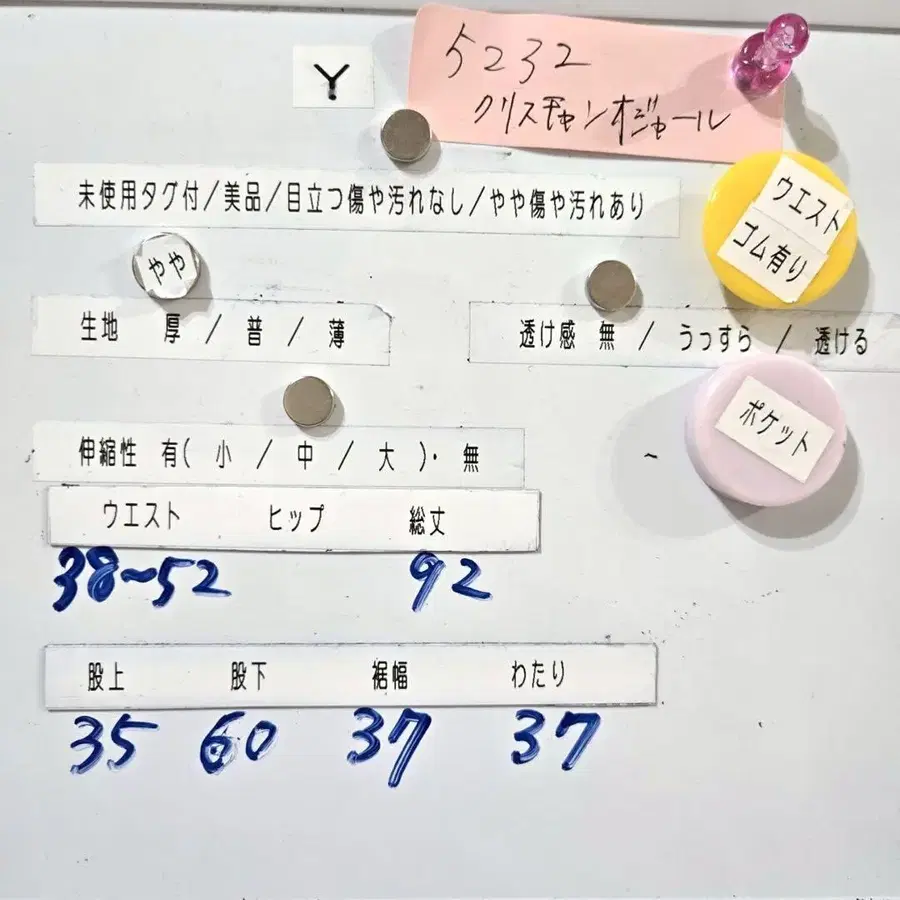 Y
5232
クリスチャンオジャール
未使用タグ付/美品/目立つ傷や汚れなし/やや傷や汚れあり
ウエスト
ゴム有り
やや
生地 厚 / 普 / 薄
透け感 無 / うっすら / 透ける
ポケット
伸縮性 有( 小 / 中 / 大 )・ 無
ウエスト ヒップ 総丈
38~52 92
股上 股下 裾幅 わたり
35 60 37 37